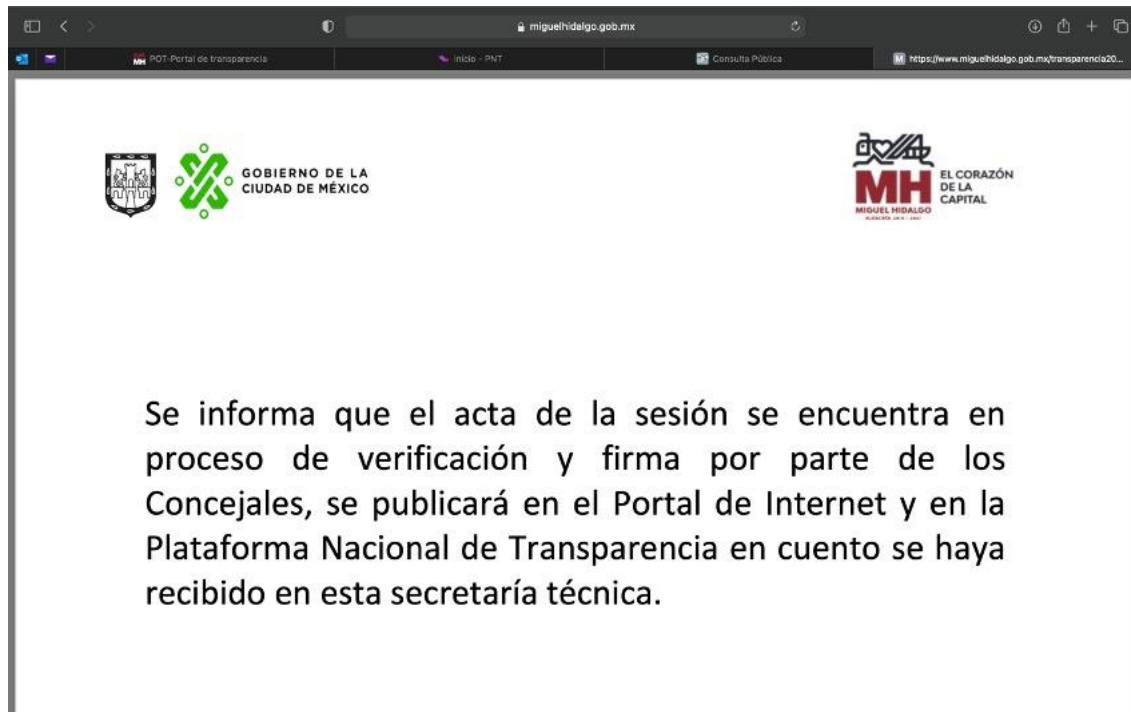 miguelhidalgo.gob.mx
POT-Portal de transparencia
Inicio - PNT
Consulta Pública
https://www.miguelhidalgo.gob.mx/transparencia20...
GOBIERNO DE LA
CIUDAD DE MÉXICO
MH
MIGUEL HIDALGO
EL CORAZÓN
DE LA
CAPITAL
Se informa que el acta de la sesión se encuentra en
proceso de verificación y firma por parte de los
Concejales, se publicará en el Portal de Internet y en la
Plataforma Nacional de Transparencia en cuento se haya
recibido en esta secretaría técnica.